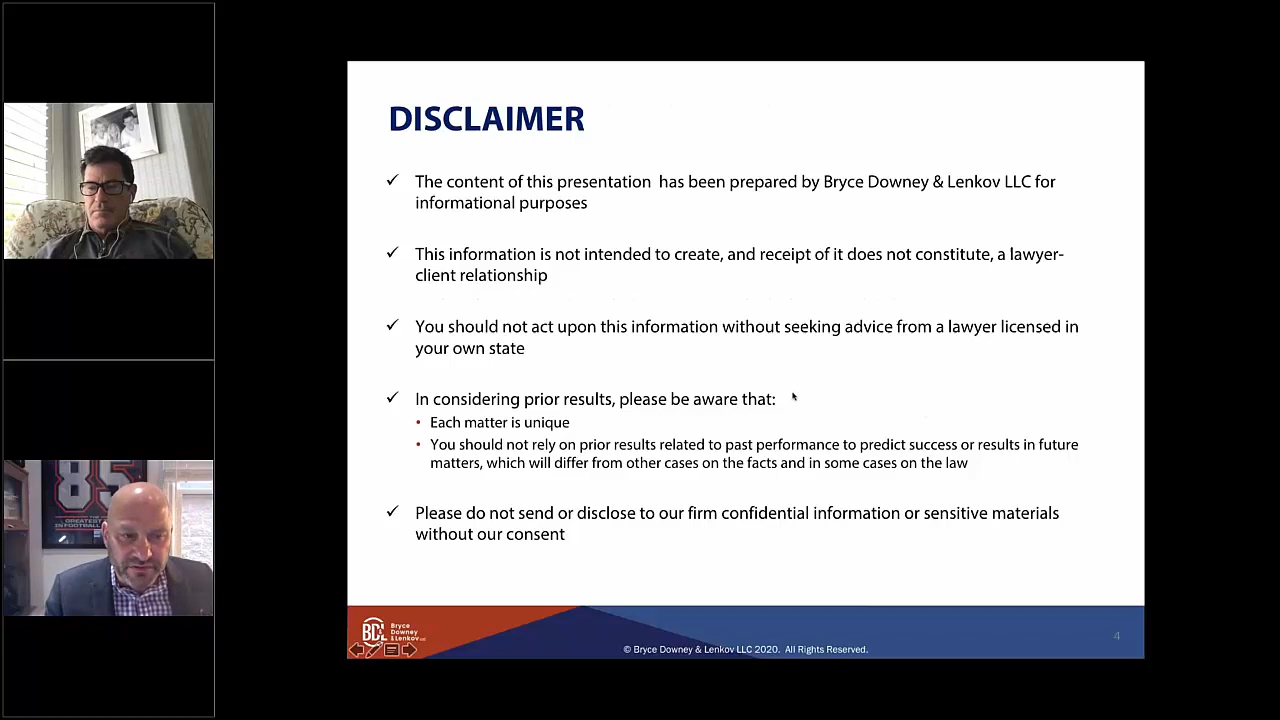 DISCLAIMER
✓ The content of this presentation has been prepared by Bryce Downey & Lenkov LLC for
informational purposes
✓ This information is not intended to create, and receipt of it does not constitute, a lawyer-
client relationship
✓ You should not act upon this information without seeking advice from a lawyer licensed in
your own state
✓ In considering prior results, please be aware that:
• Each matter is unique
• You should not rely on prior results related to past performance to predict success or results in future
matters, which will differ from other cases on the facts and in some cases on the law
✓ Please do not send or disclose to our firm confidential information or sensitive materials
without our consent
85
THE
GREATEST
IN FOOTBALL
Bryce
Downey
& Lenkov LLC
4
© Bryce Downey & Lenkov LLC 2020. All Rights Reserved.